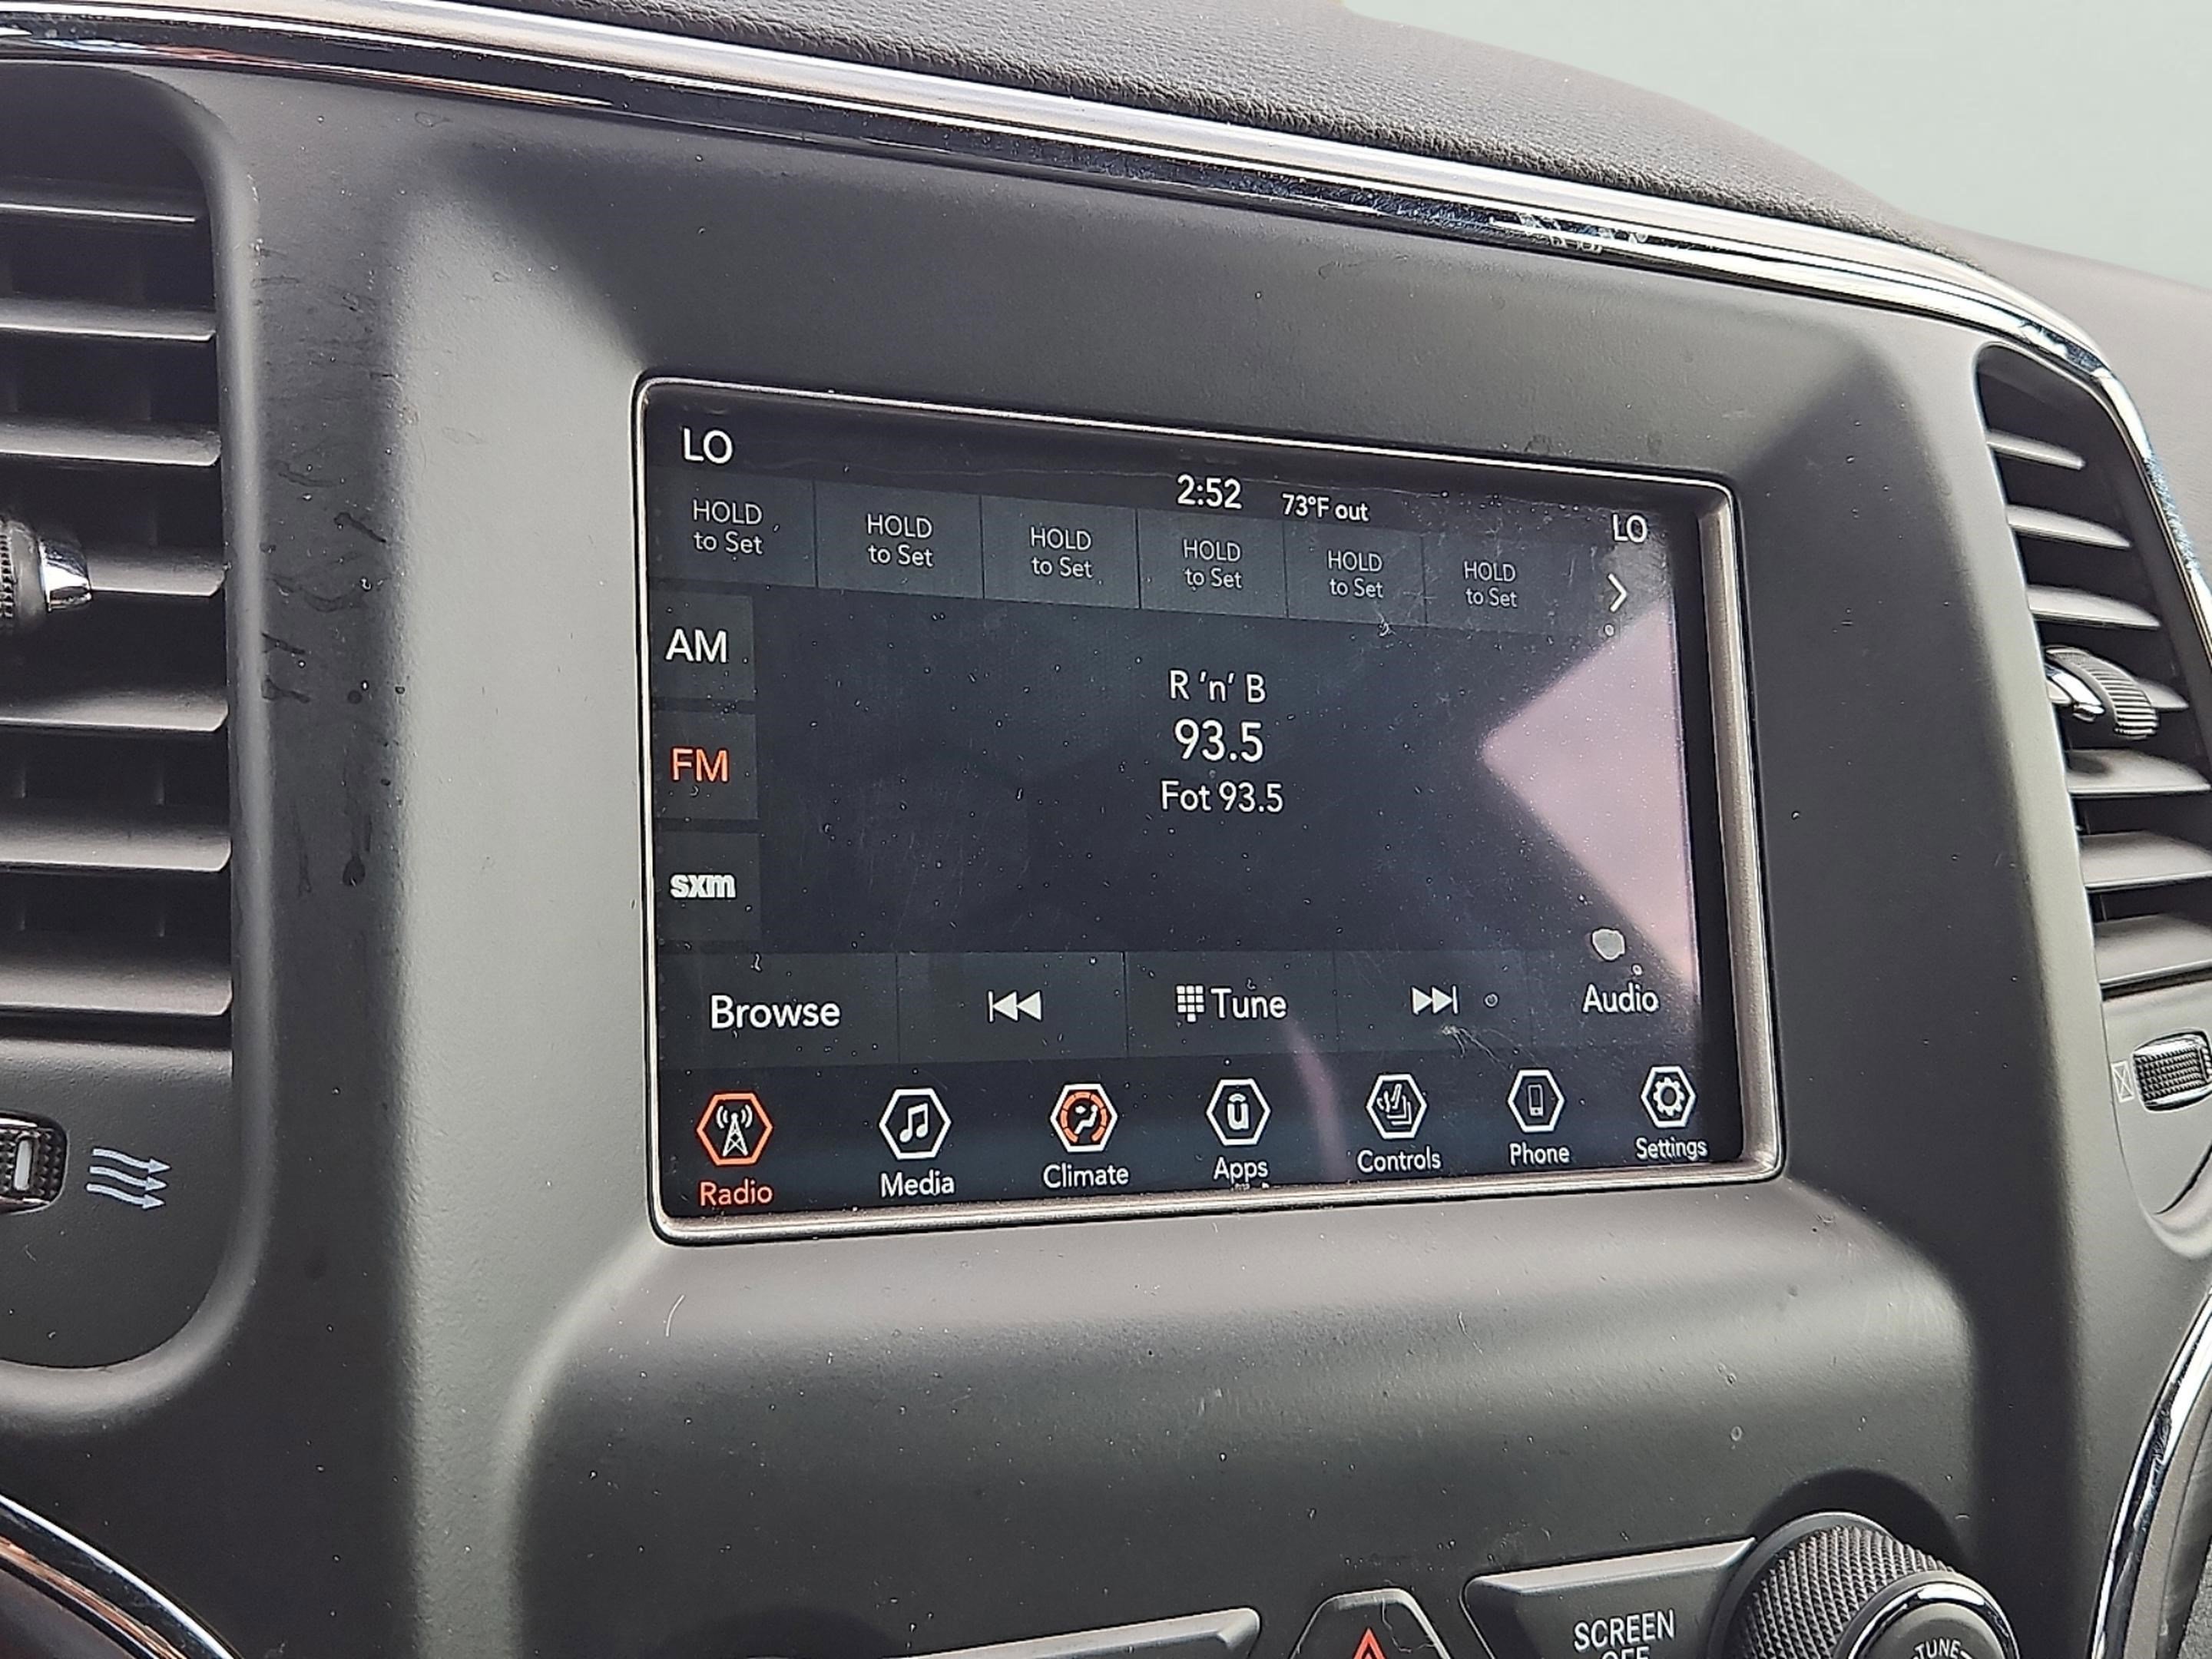 LO
2:52 73°F out
LO
HOLD
to Set
HOLD
to Set
HOLD
to Set
HOLD
to Set
HOLD
to Set
HOLD
to Set
AM
R 'n' B
93.5
FM
Fot 93.5
sxm
Browse
Tune
Audio
Radio
Media
Climate
Apps
Controls
Phone
Settings
SCREEN
OFF
TUNE